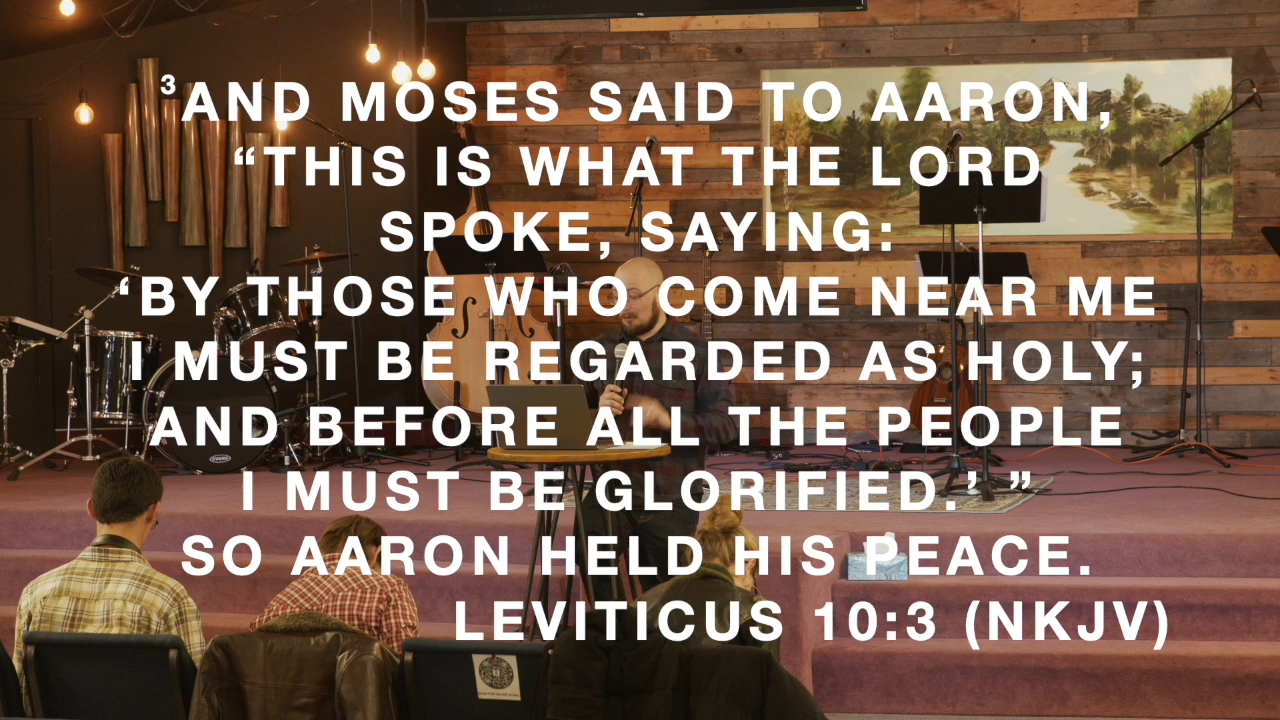 ³AND MOSES SAID TO AARON,
“THIS IS WHAT THE LORD
SPOKE, SAYING:
‘BY THOSE WHO COME NEAR ME
I MUST BE REGARDED AS HOLY;
AND BEFORE ALL THE PEOPLE
I MUST BE GLORIFIED.’ ”
SO AARON HELD HIS PEACE.
LEVITICUS 10:3 (NKJV)